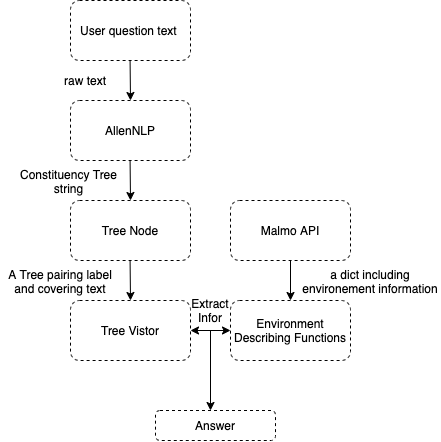 User question text
raw text
AllenNLP
Constituency Tree
string
Tree Node
Malmo API
A Tree pairing label
and covering text
a dict including
environement information
Extract
Infor
Tree Vistor
Environment
Describing Functions
Answer